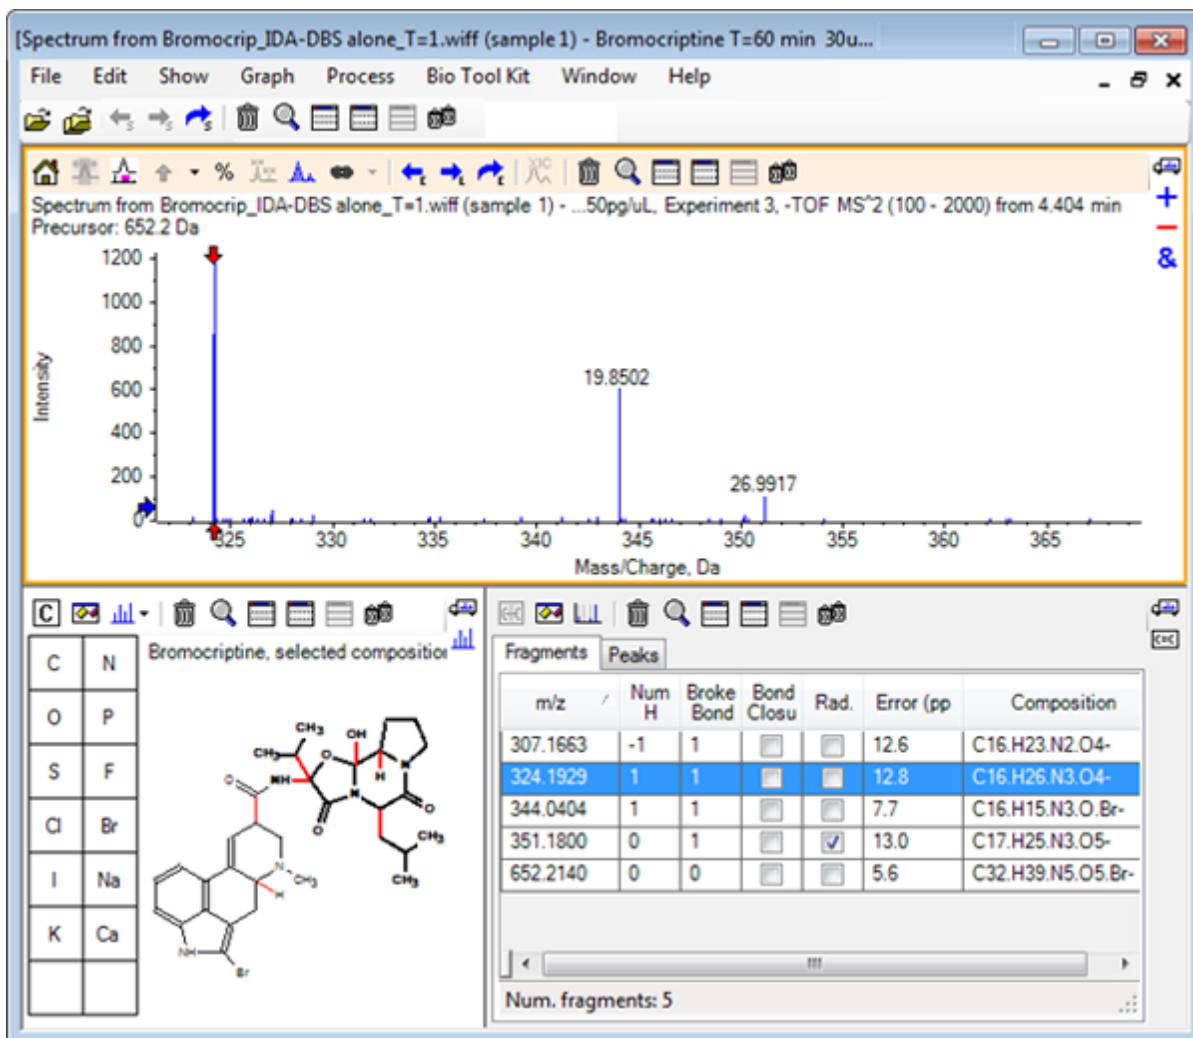 [Spectrum from Bromocrip_IDA-DBS alone_T=1.wiff (sample 1) - Bromocriptine T=60 min 30u...
File Edit Show Graph Process Bio Tool Kit Window Help
Spectrum from Bromocrip_IDA-DBS alone_T=1.wiff (sample 1) - ...50pg/uL, Experiment 3, -TOF MS^2 (100 - 2000) from 4.404 min
Precursor: 652.2 Da
1200
1000
800
600
400
200
0
Intensity
19.8502
26.9917
325 330 335 340 345 350 355 360 365
Mass/Charge, Da
C N
O P
S F
Cl Br
I Na
K Ca
Bromocriptine, selected composition
CH3
CH3
OH
O
H
N
NH
O
N
O
O
CH3
CH3
N
CH3
H
NH
Br
Fragments Peaks
m/z Num H Broke Bond Bond Closu Rad. Error (pp Composition
307.1663 -1 1 12.6 C16.H23.N2.O4-
324.1929 1 1 12.8 C16.H26.N3.O4-
344.0404 1 1 7.7 C16.H15.N3.O.Br-
351.1800 0 1 13.0 C17.H25.N3.O5-
652.2140 0 0 5.6 C32.H39.N5.O5.Br-
Num. fragments: 5